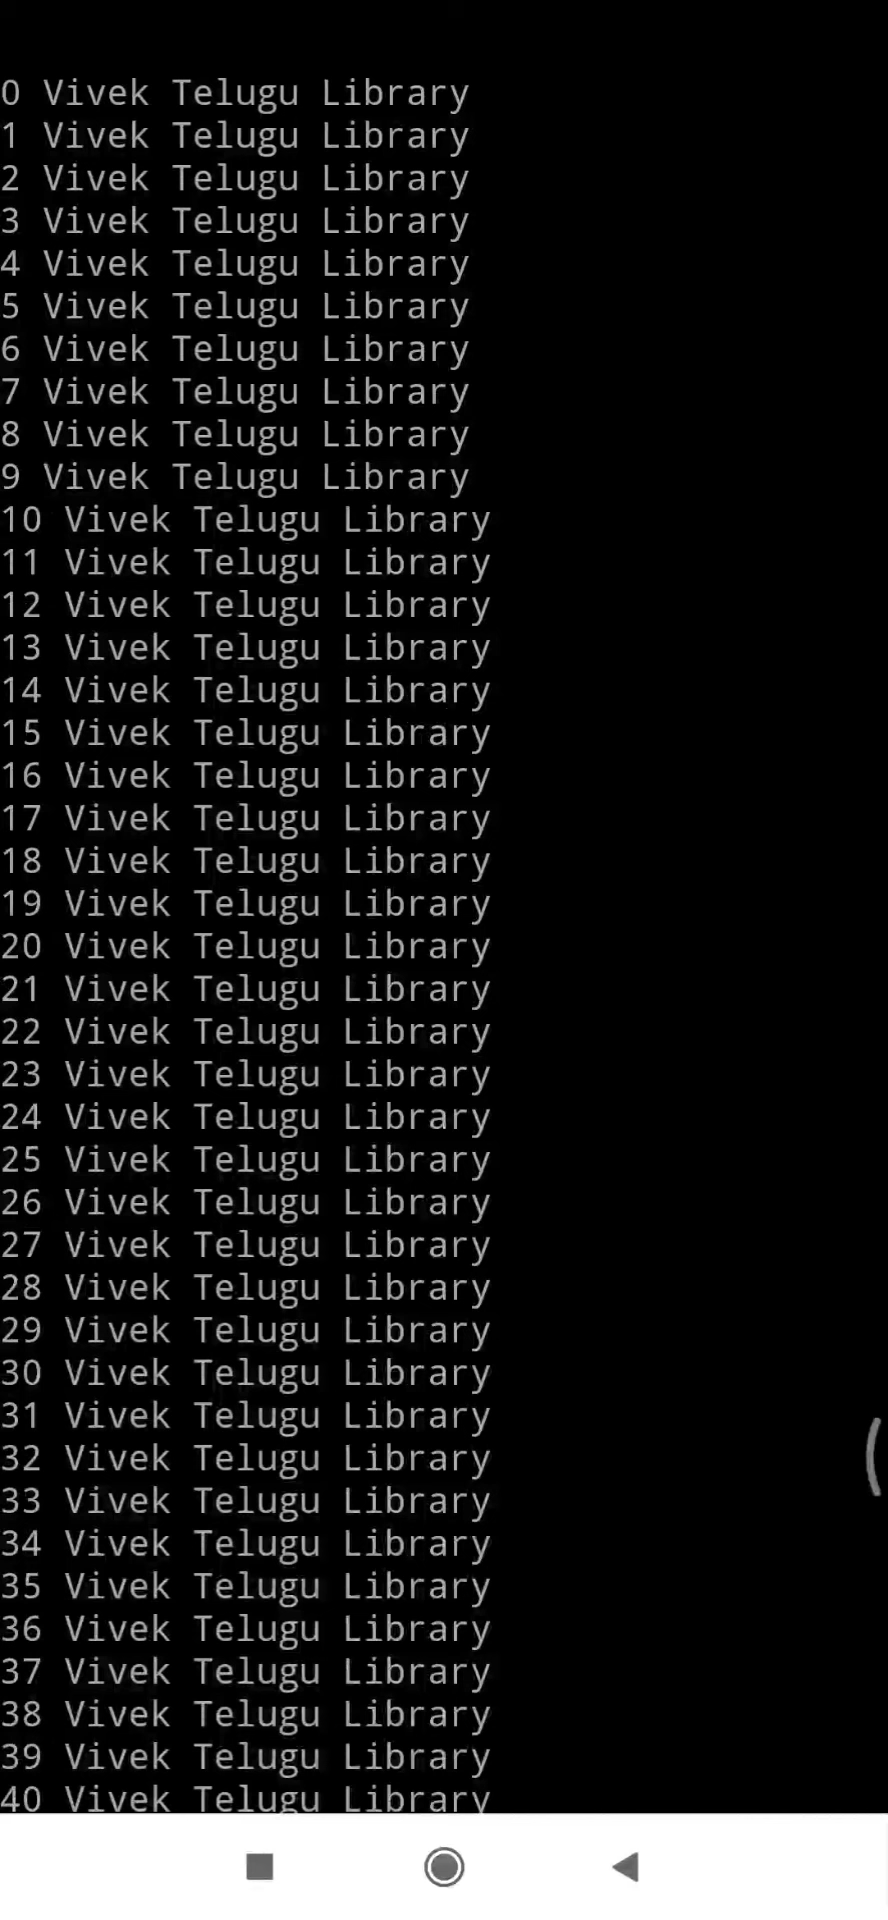 0 Vivek Telugu Library
1 Vivek Telugu Library
2 Vivek Telugu Library
3 Vivek Telugu Library
4 Vivek Telugu Library
5 Vivek Telugu Library
6 Vivek Telugu Library
7 Vivek Telugu Library
8 Vivek Telugu Library
9 Vivek Telugu Library
10 Vivek Telugu Library
11 Vivek Telugu Library
12 Vivek Telugu Library
13 Vivek Telugu Library
14 Vivek Telugu Library
15 Vivek Telugu Library
16 Vivek Telugu Library
17 Vivek Telugu Library
18 Vivek Telugu Library
19 Vivek Telugu Library
20 Vivek Telugu Library
21 Vivek Telugu Library
22 Vivek Telugu Library
23 Vivek Telugu Library
24 Vivek Telugu Library
25 Vivek Telugu Library
26 Vivek Telugu Library
27 Vivek Telugu Library
28 Vivek Telugu Library
29 Vivek Telugu Library
30 Vivek Telugu Library
31 Vivek Telugu Library
32 Vivek Telugu Library
33 Vivek Telugu Library
34 Vivek Telugu Library
35 Vivek Telugu Library
36 Vivek Telugu Library
37 Vivek Telugu Library
38 Vivek Telugu Library
39 Vivek Telugu Library
40 Vivek Telugu Library